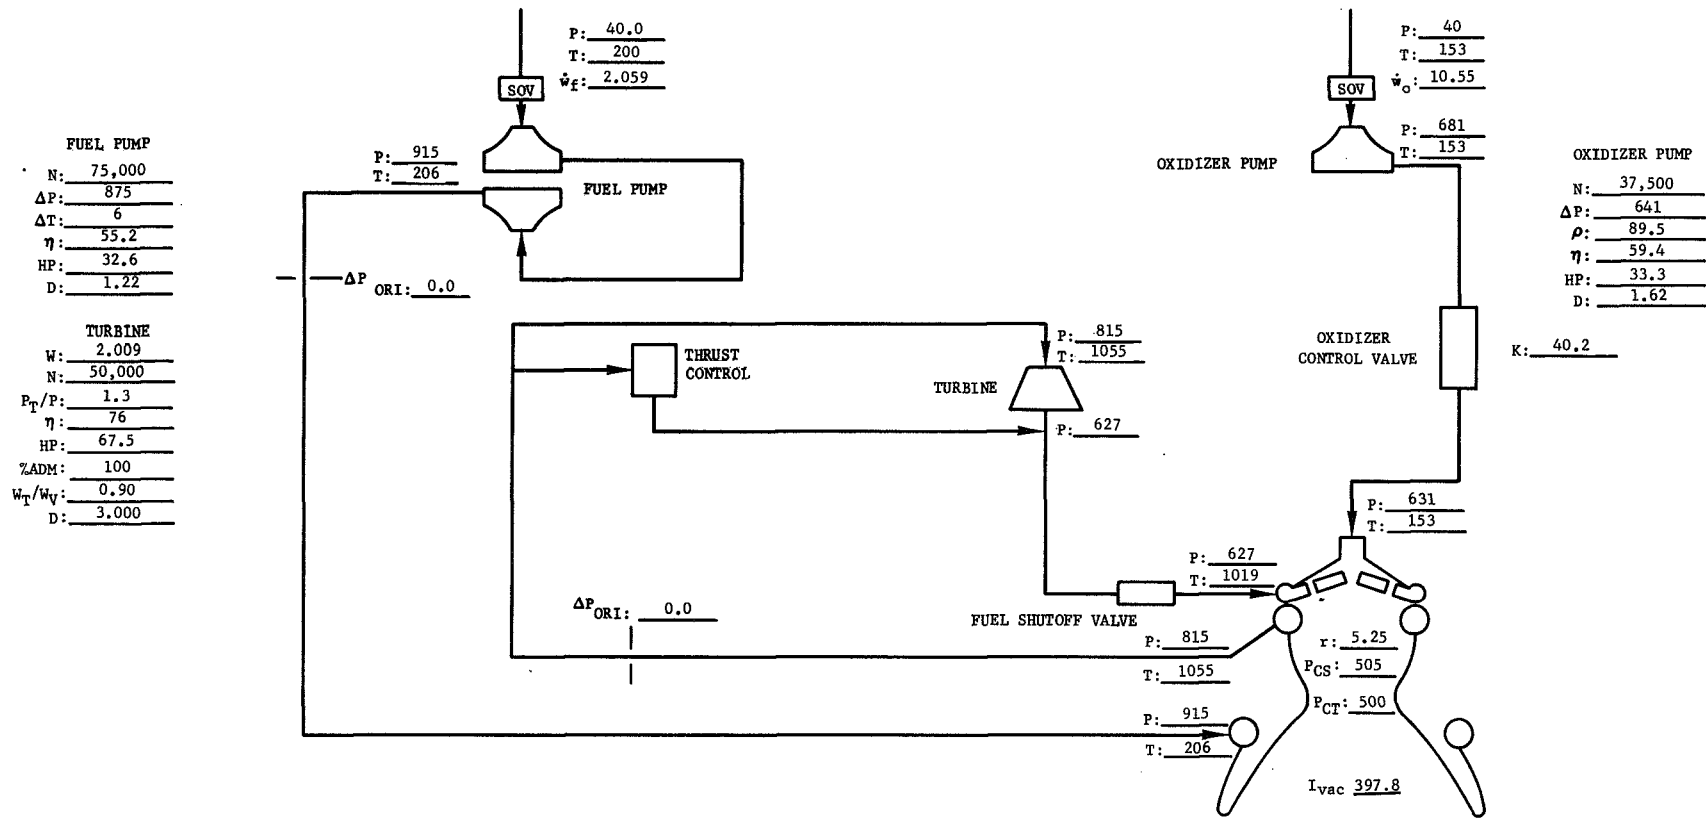 P: 40.0
T: 200
ẇf: 2.059
SOV
P: 915
T: 206
FUEL PUMP
FUEL PUMP
N: 75,000
ΔP: 875
ΔT: 6
η: 55.2
HP: 32.6
D: 1.22
TURBINE
W: 2.009
N: 50,000
PT/P: 1.3
η: 76
HP: 67.5
%ADM: 100
WT/WV: 0.90
D: 3.000
ΔP ORI: 0.0
THRUST
CONTROL
P: 815
T: 1055
TURBINE
P: 627
P: 40
T: 153
ẇo: 10.55
SOV
P: 681
T: 153
OXIDIZER PUMP
OXIDIZER PUMP
N: 37,500
ΔP: 641
ρ: 89.5
η: 59.4
HP: 33.3
D: 1.62
OXIDIZER
CONTROL VALVE
K: 40.2
P: 631
T: 153
P: 627
T: 1019
FUEL SHUTOFF VALVE
ΔPORI: 0.0
P: 815
T: 1055
r: 5.25
PCS: 505
PCT: 500
P: 915
T: 206
Ivac 397.8